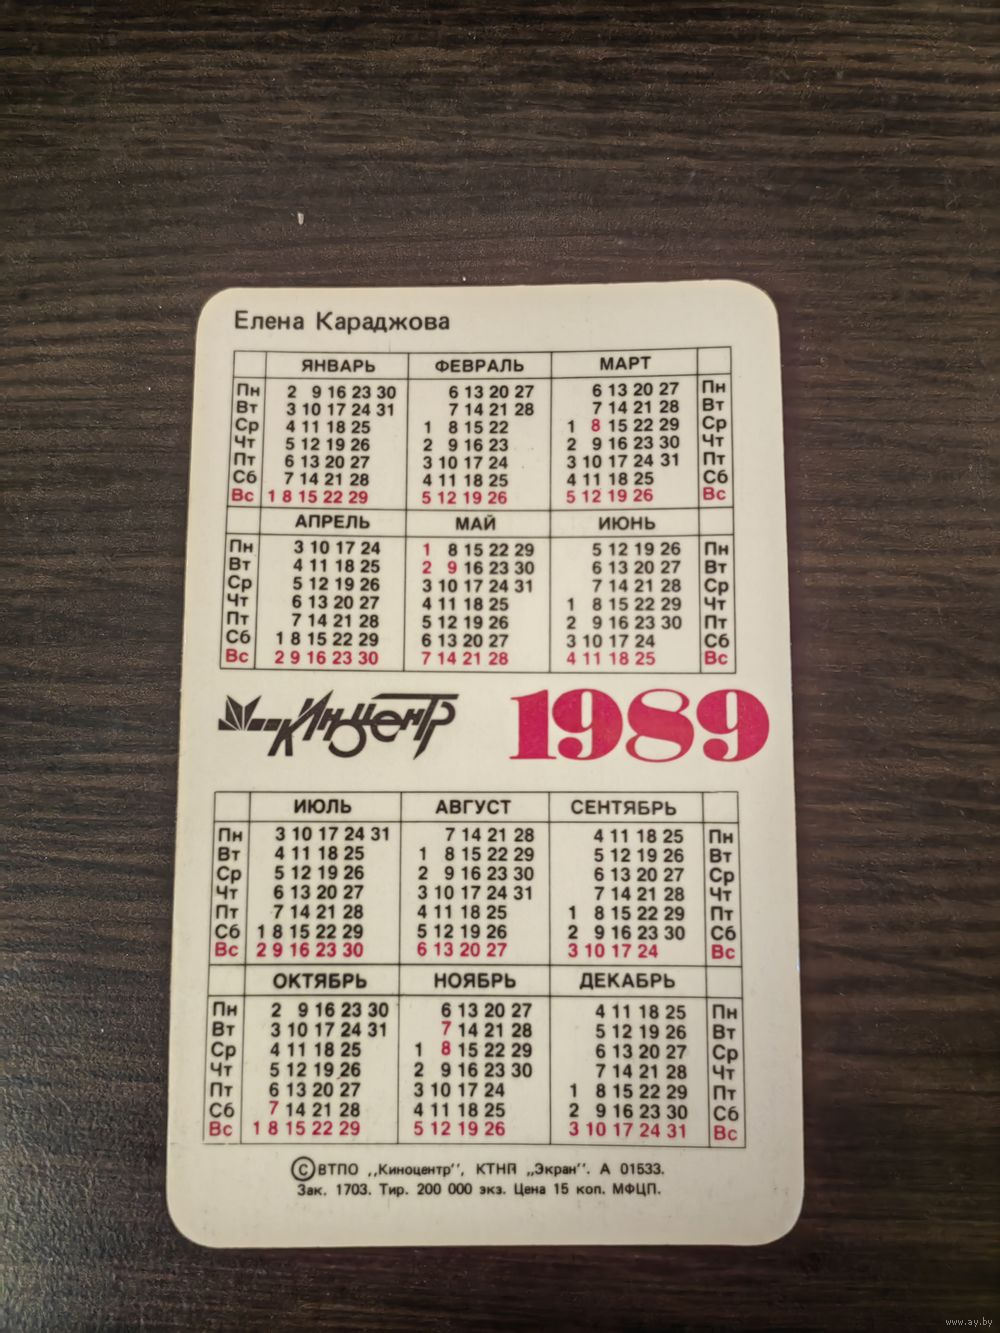 Елена Караджова
ЯНВАРЬ ФЕВРАЛЬ МАРТ
Пн 2 9 16 23 30 6 13 20 27 6 13 20 27 Пн
Вт 3 10 17 24 31 7 14 21 28 7 14 21 28 Вт
Ср 4 11 18 25 1 8 15 22 1 8 15 22 29 Ср
Чт 5 12 19 26 2 9 16 23 2 9 16 23 30 Чт
Пт 6 13 20 27 3 10 17 24 3 10 17 24 31 Пт
Сб 7 14 21 28 4 11 18 25 4 11 18 25 Сб
Вс 1 8 15 22 29 5 12 19 26 5 12 19 26 Вс
АПРЕЛЬ МАЙ ИЮНЬ
Пн 3 10 17 24 1 8 15 22 29 5 12 19 26 Пн
Вт 4 11 18 25 2 9 16 23 30 6 13 20 27 Вт
Ср 5 12 19 26 3 10 17 24 31 7 14 21 28 Ср
Чт 6 13 20 27 4 11 18 25 1 8 15 22 29 Чт
Пт 7 14 21 28 5 12 19 26 2 9 16 23 30 Пт
Сб 1 8 15 22 29 6 13 20 27 3 10 17 24 Сб
Вс 2 9 16 23 30 7 14 21 28 4 11 18 25 Вс
Киноцентр 1989
ИЮЛЬ АВГУСТ СЕНТЯБРЬ
Пн 3 10 17 24 31 7 14 21 28 4 11 18 25 Пн
Вт 4 11 18 25 1 8 15 22 29 5 12 19 26 Вт
Ср 5 12 19 26 2 9 16 23 30 6 13 20 27 Ср
Чт 6 13 20 27 3 10 17 24 31 7 14 21 28 Чт
Пт 7 14 21 28 4 11 18 25 1 8 15 22 29 Пт
Сб 1 8 15 22 29 5 12 19 26 2 9 16 23 30 Сб
Вс 2 9 16 23 30 6 13 20 27 3 10 17 24 Вс
ОКТЯБРЬ НОЯБРЬ ДЕКАБРЬ
Пн 2 9 16 23 30 6 13 20 27 4 11 18 25 Пн
Вт 3 10 17 24 31 7 14 21 28 5 12 19 26 Вт
Ср 4 11 18 25 1 8 15 22 29 6 13 20 27 Ср
Чт 5 12 19 26 2 9 16 23 30 7 14 21 28 Чт
Пт 6 13 20 27 3 10 17 24 1 8 15 22 29 Пт
Сб 7 14 21 28 4 11 18 25 2 9 16 23 30 Сб
Вс 1 8 15 22 29 5 12 19 26 3 10 17 24 31 Вс
© ВТПО „Киноцентр", КТНП „Экран". А 01533.
Зак. 1703. Тир. 200 000 экз. Цена 15 коп. МФЦП.
www.ay.by